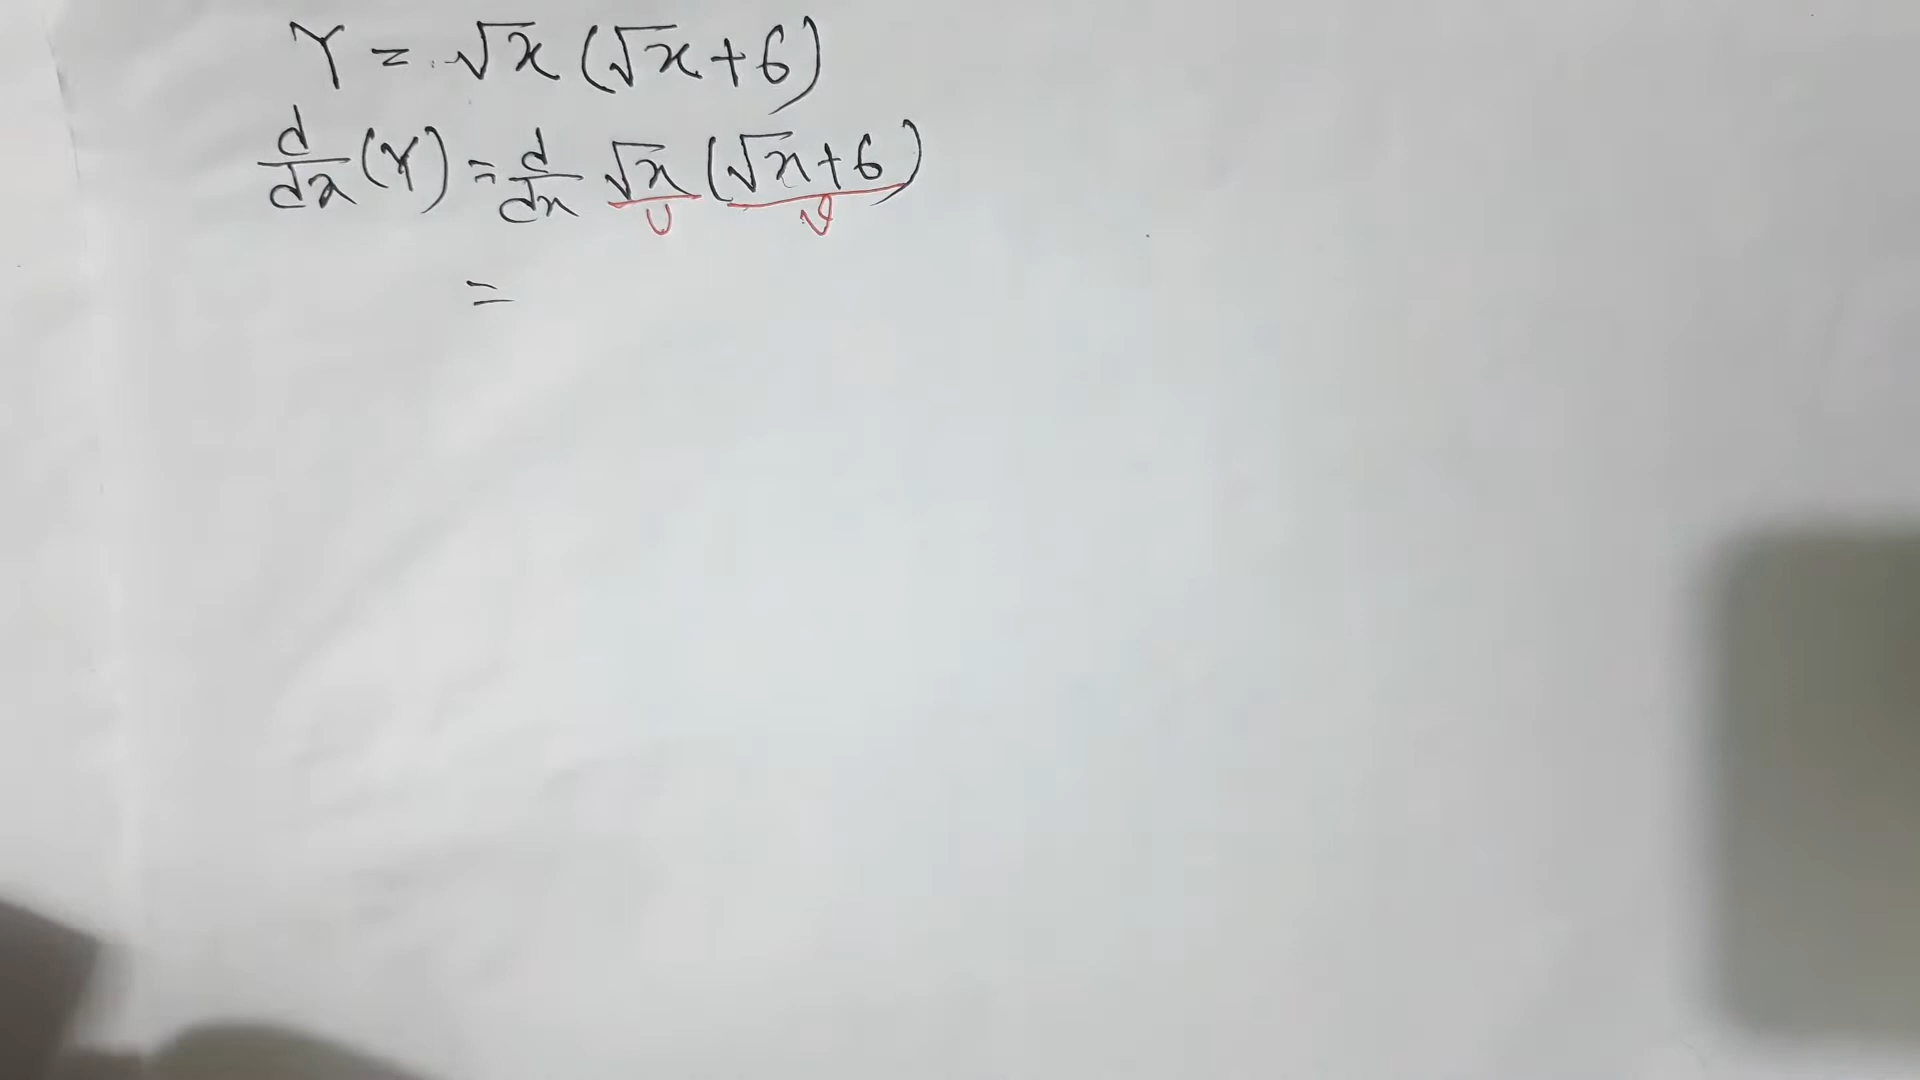 Y = √x (√x + 6)
d/dx (Y) = d/dx √x (√x + 6)
U V
=